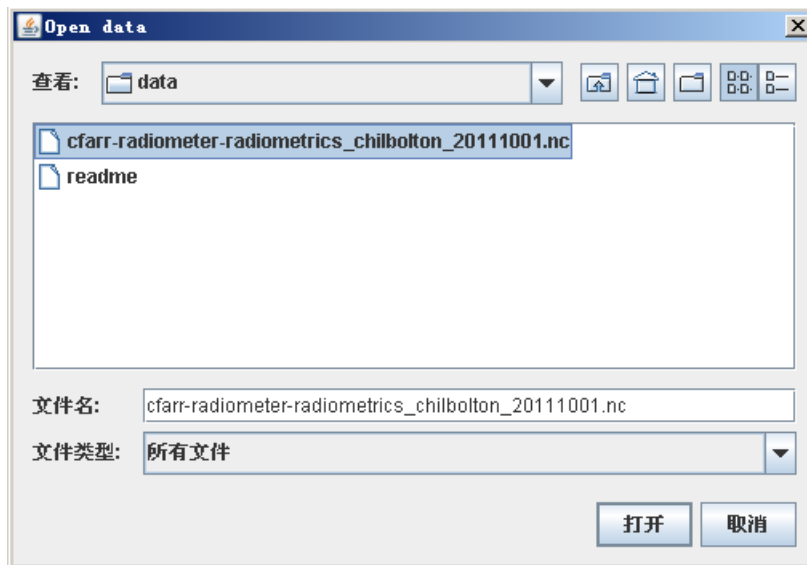 Open data
查看: data
cfarr-radiometer-radiometrics_chilbolton_20111001.nc
readme
文件名: cfarr-radiometer-radiometrics_chilbolton_20111001.nc
文件类型: 所有文件
打开 取消